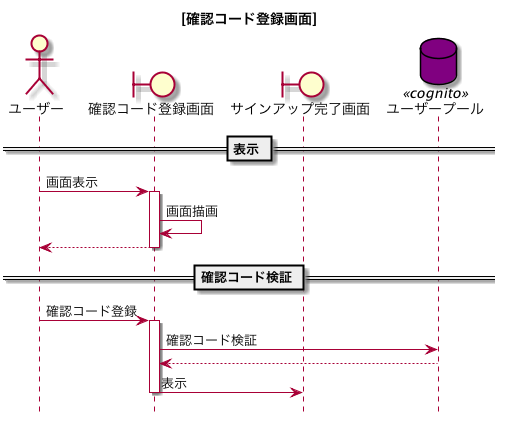 [確認コード登録画面]
ユーザー
確認コード登録画面
サインアップ完了画面
ユーザープール
«cognito»
表示
画面表示
画面描画
確認コード検証
確認コード登録
確認コード検証
表示